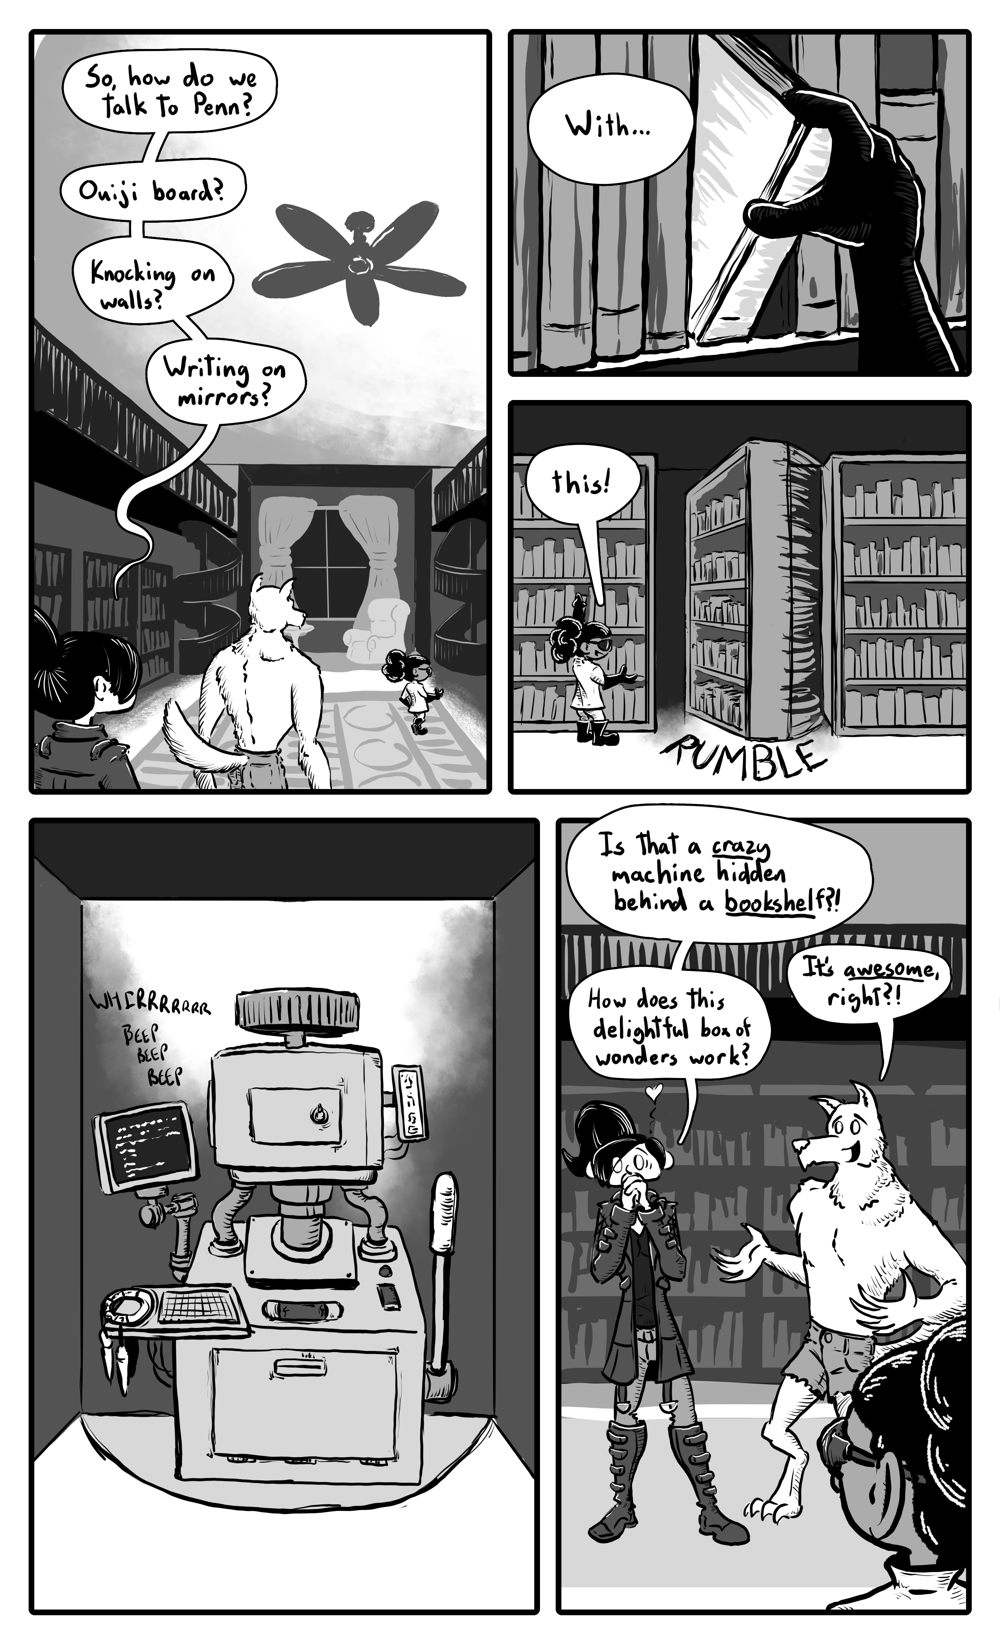 So, how do we
talk to Penn?
Ouiji board?
Knocking on
walls?
Writing on
mirrors?
With...
this!
RUMBLE
WHIRRRRRRR
BEEP
BEEP
BEEP
Is that a crazy
machine hidden
behind a bookshelf?!
How does this
delightful box of
wonders work?
It's awesome,
right?!